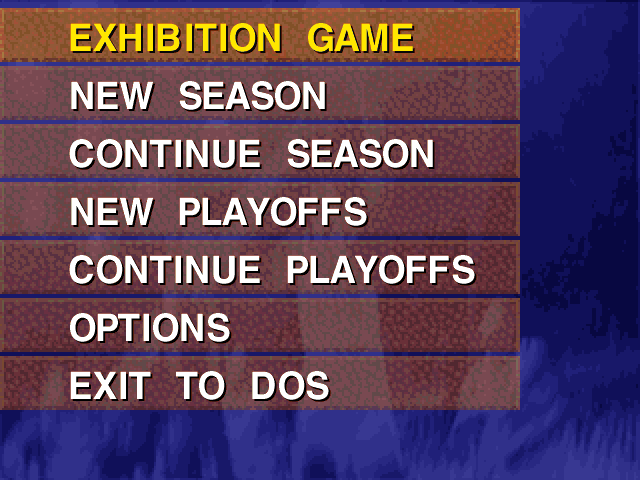 EXHIBITION GAME
NEW SEASON
CONTINUE SEASON
NEW PLAYOFFS
CONTINUE PLAYOFFS
OPTIONS
EXIT TO DOS